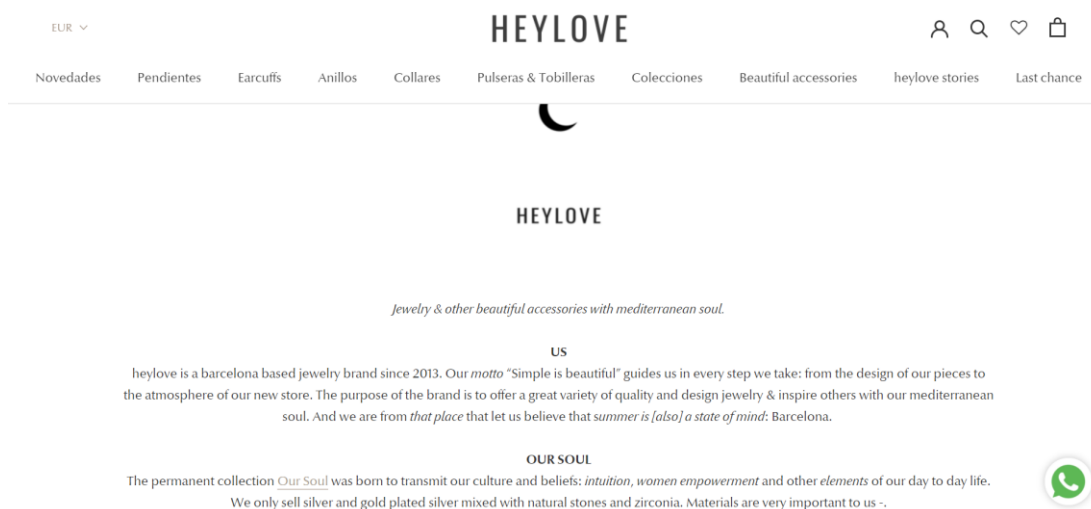 EUR
HEYLOVE
Novedades Pendientes Earcuffs Anillos Collares Pulseras & Tobilleras Colecciones Beautiful accessories heylove stories Last chance
HEYLOVE
Jewelry & other beautiful accessories with mediterranean soul.
US
heylove is a barcelona based jewelry brand since 2013. Our motto "Simple is beautiful" guides us in every step we take: from the design of our pieces to
the atmosphere of our new store. The purpose of the brand is to offer a great variety of quality and design jewelry & inspire others with our mediterranean
soul. And we are from that place that let us believe that summer is [also] a state of mind: Barcelona.
OUR SOUL
The permanent collection Our Soul was born to transmit our culture and beliefs: intuition, women empowerment and other elements of our day to day life.
We only sell silver and gold plated silver mixed with natural stones and zirconia. Materials are very important to us -.